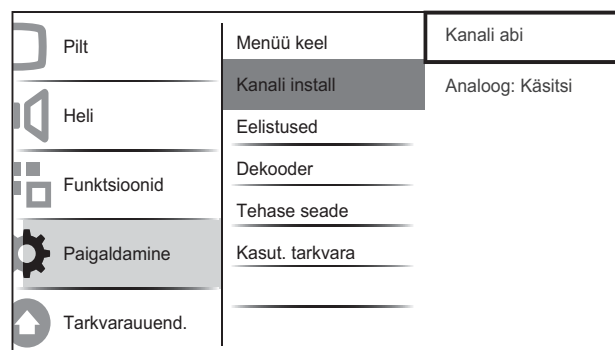 Pilt
Heli
Funktsioonid
Paigaldamine
Tarkvarauuend.
Menüü keel
Kanali install
Eelistused
Dekooder
Tehase seade
Kasut. tarkvara
Kanali abi
Analoog: Käsitsi